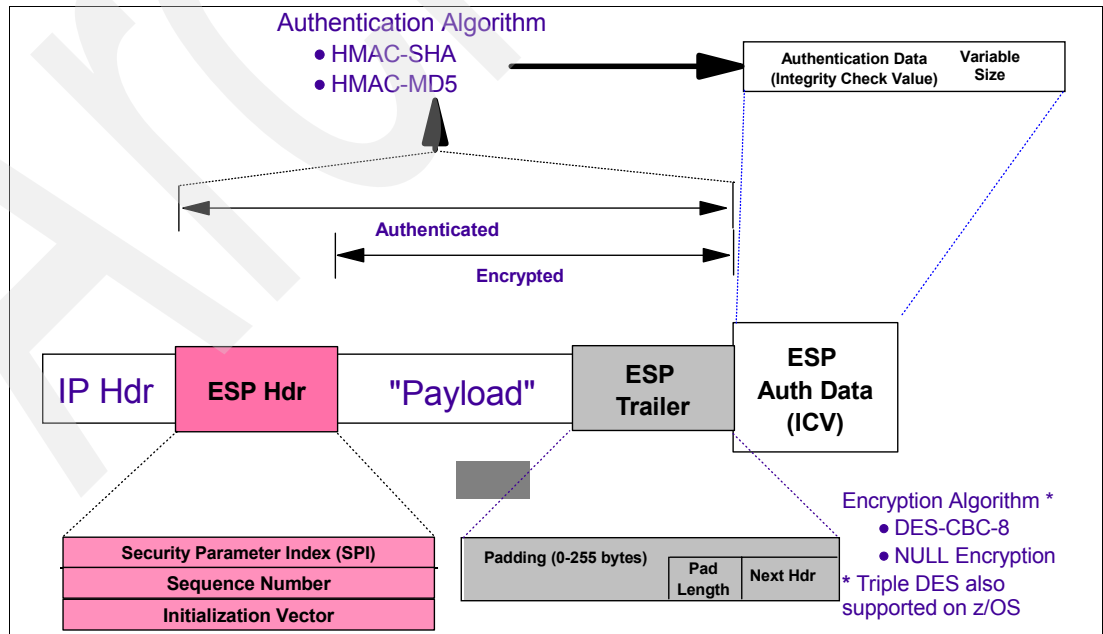 Authentication Algorithm
• HMAC-SHA
• HMAC-MD5
Authentication Data
(Integrity Check Value)
Variable
Size
Authenticated
Encrypted
IP Hdr
ESP Hdr
"Payload"
ESP
Trailer
ESP
Auth Data
(ICV)
Security Parameter Index (SPI)
Sequence Number
Initialization Vector
Padding (0-255 bytes)
Pad
Length
Next Hdr
Encryption Algorithm *
• DES-CBC-8
• NULL Encryption
* Triple DES also
supported on z/OS